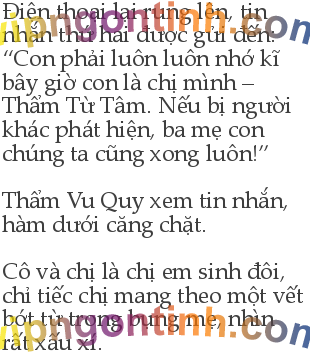 Điện thoại lại rung lên, tin
nhắn thứ hai được gửi đến:
“Con phải luôn luôn nhớ kĩ
bây giờ con là chị mình –
Thẩm Từ Tâm. Nếu bị người
khác phát hiện, ba mẹ con
chúng ta cũng xong luôn!”
Thẩm Vu Quy xem tin nhắn,
hàm dưới căng chặt.
Cô và chị là chị em sinh đôi,
chỉ tiếc chị mang theo một vết
bớt từ trong bụng mẹ, nhìn
rất xấu xí.
vipngontinh.com
vipngontinh.com